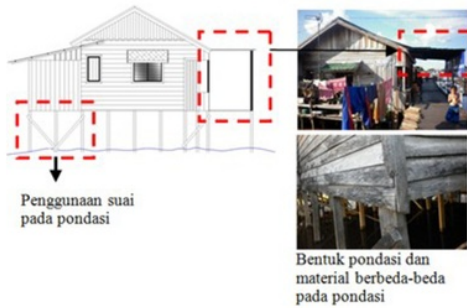 Penggunaan suai
pada pondasi
Bentuk pondasi dan
material berbeda-beda
pada pondasi